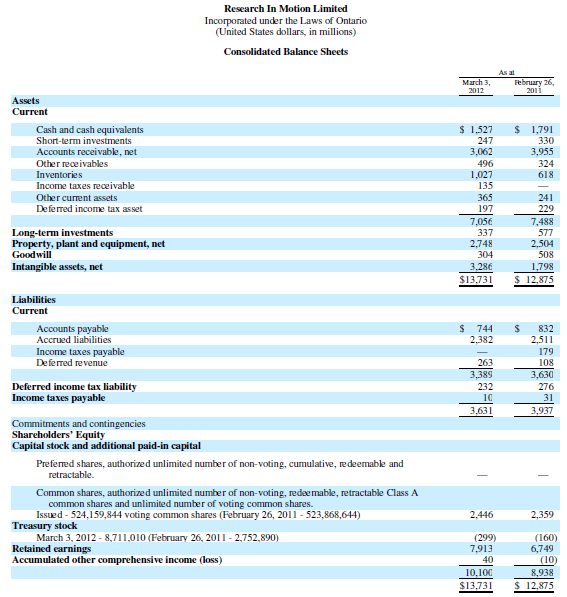 Research In Motion Limited
Incorporated under the Laws of Ontario
(United States dollars, in millions)
Consolidated Balance Sheets
As at
March 3, 2012 February 26, 2011
Assets
Current
Cash and cash equivalents $ 1,527 $ 1,791
Short-term investments 247 330
Accounts receivable, net 3,062 3,955
Other receivables 496 324
Inventories 1,027 618
Income taxes receivable 135 —
Other current assets 365 241
Deferred income tax asset 197 229
7,056 7,488
Long-term investments 337 577
Property, plant and equipment, net 2,748 2,504
Goodwill 304 508
Intangible assets, net 3,286 1,798
$13,731 $ 12,875
Liabilities
Current
Accounts payable $ 744 $ 832
Accrued liabilities 2,382 2,511
Income taxes payable — 179
Deferred revenue 263 108
3,389 3,630
Deferred income tax liability 232 276
Income taxes payable 10 31
3,631 3,937
Commitments and contingencies
Shareholders' Equity
Capital stock and additional paid-in capital
Preferred shares, authorized unlimited number of non-voting, cumulative, redeemable and
retractable. — —
Common shares, authorized unlimited number of non-voting, redeemable, retractable Class A
common shares and unlimited number of voting common shares.
Issued - 524,159,844 voting common shares (February 26, 2011 - 523,868,644) 2,446 2,359
Treasury stock
March 3, 2012 - 8,711,010 (February 26, 2011 - 2,752,890) (299) (160)
Retained earnings 7,913 6,749
Accumulated other comprehensive income (loss) 40 (10)
10,100 8,938
$13,731 $ 12,875